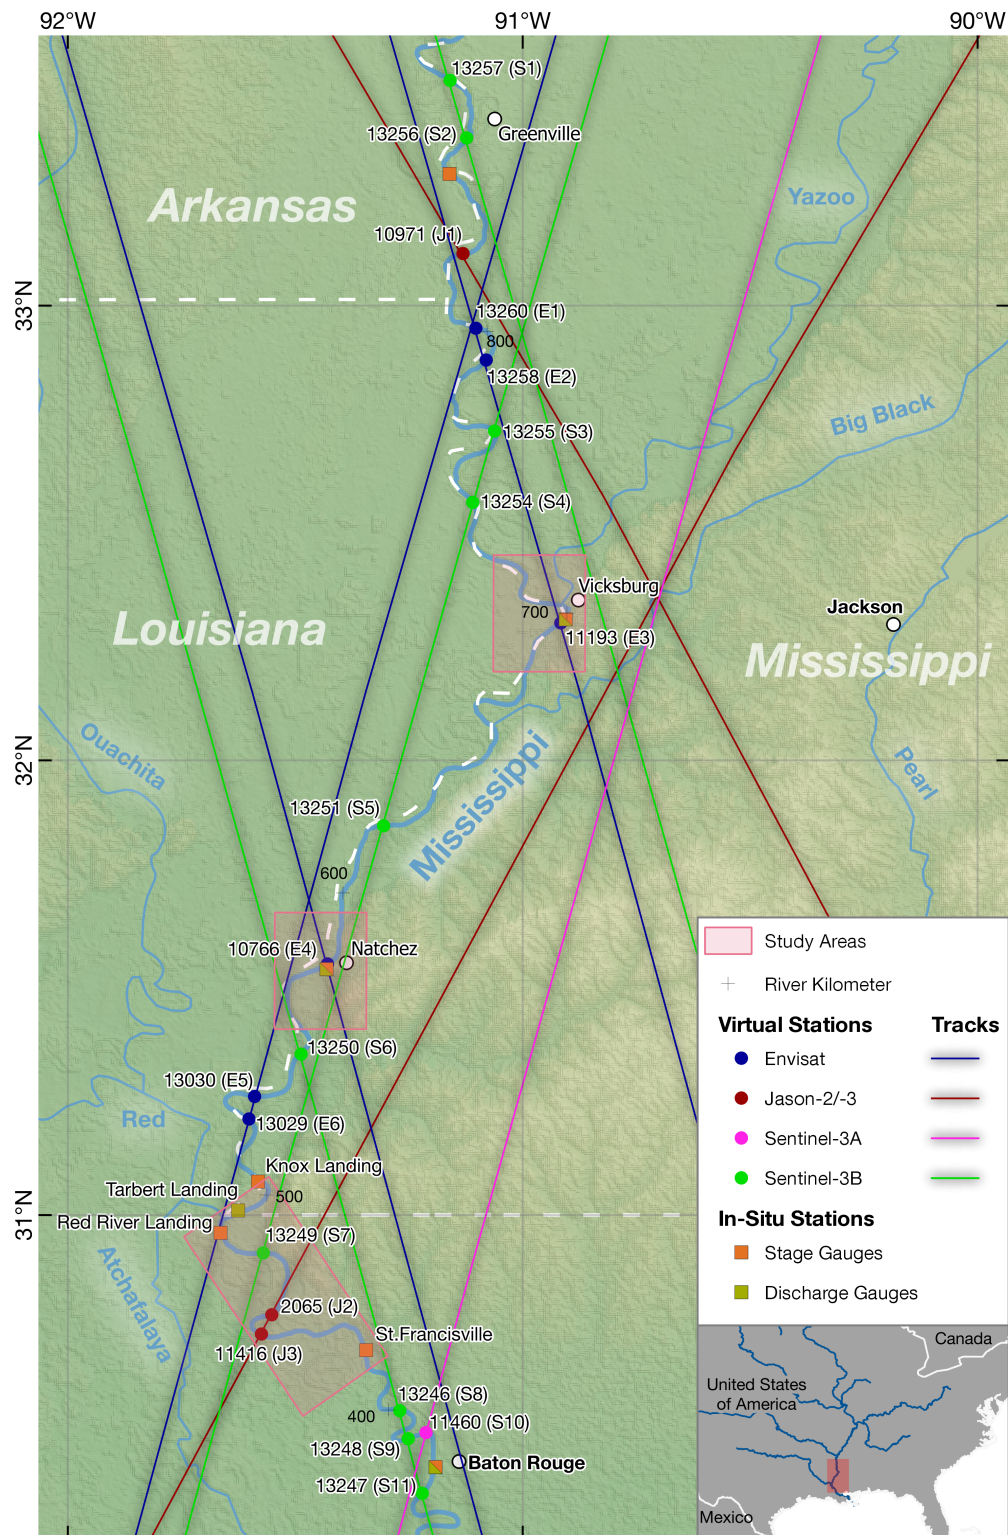 92°W
91°W
90°W
13257 (S1)
Greenville
13256 (S2)
Yazoo
Arkansas
10971 (J1)
33°N
13260 (E1)
800
13258 (E2)
Big Black
13255 (S3)
13254 (S4)
Vicksburg
700
Jackson
Louisiana
11193 (E3)
Mississippi
Ouachita
32°N
Pearl
Mississippi
13251 (S5)
600
10766 (E4)
Natchez
13250 (S6)
13030 (E5)
Red
13029 (E6)
Knox Landing
Tarbert Landing
500
31°N
Red River Landing
13249 (S7)
Atchafalaya
2065 (J2)
11416 (J3)
St.Francisville
13246 (S8)
400
11460 (S10)
13248 (S9)
Baton Rouge
13247 (S11)
Study Areas
River Kilometer
Virtual Stations
Tracks
Envisat
Jason-2/-3
Sentinel-3A
Sentinel-3B
In-Situ Stations
Stage Gauges
Discharge Gauges
Canada
United States
of America
Mexico